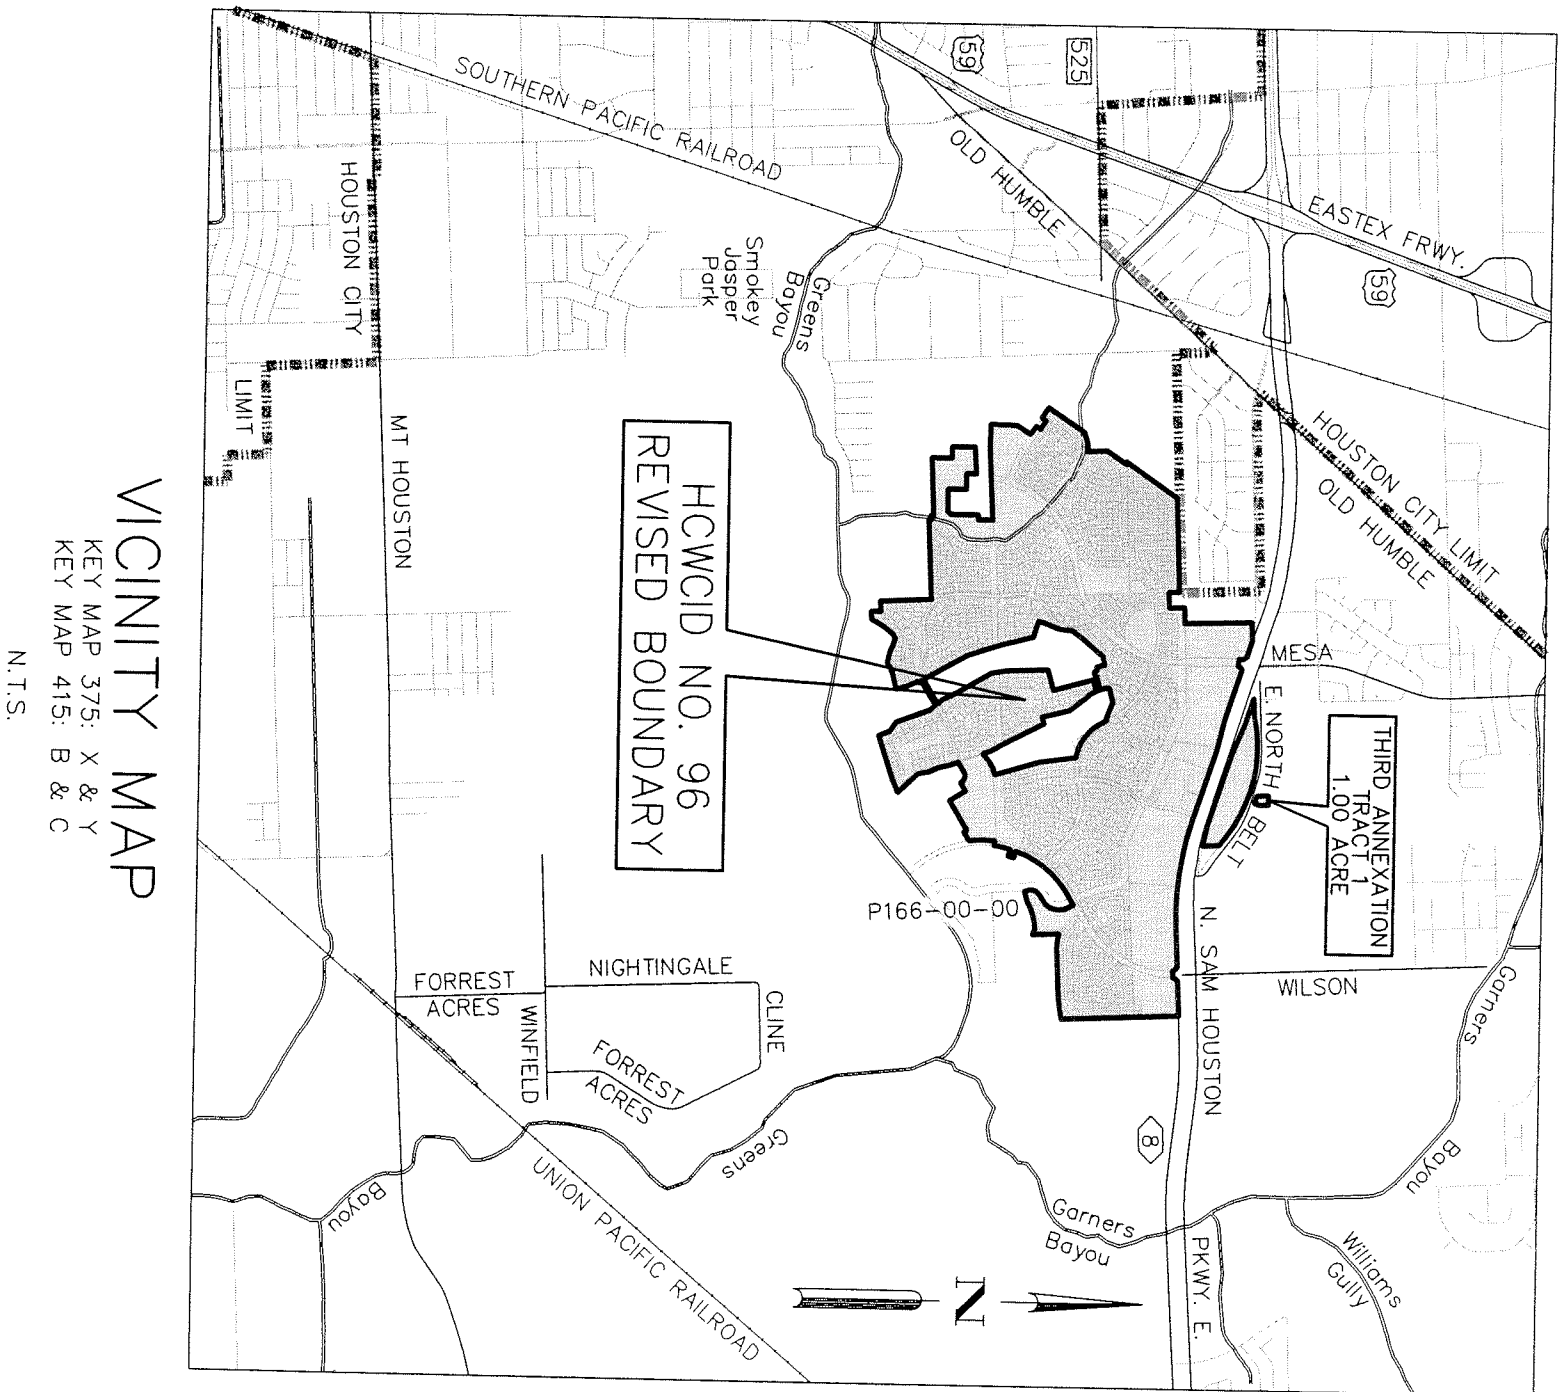 EASTEX FRWY.
59
59
525
OLD HUMBLE
SOUTHERN PACIFIC RAILROAD
HOUSTON CITY LIMIT
OLD HUMBLE
HOUSTON CITY
LIMIT
Smokey
Jasper
Park
Greens
Bayou
MT HOUSTON
MESA
E. NORTH BELT
THIRD ANNEXATION
TRACT 1
1.00 ACRE
HCWCID NO. 96
REVISED BOUNDARY
P166-00-00
N. SAM HOUSTON PKWY. E.
8
WILSON
Garners
Bayou
Williams
Gully
Garners
Bayou
NIGHTINGALE
CLINE
FORREST
ACRES
WINFIELD
FORREST
ACRES
Greens
Bayou
UNION PACIFIC RAILROAD
N
VICINITY MAP
KEY MAP 375: X & Y
KEY MAP 415: B & C
N.T.S.